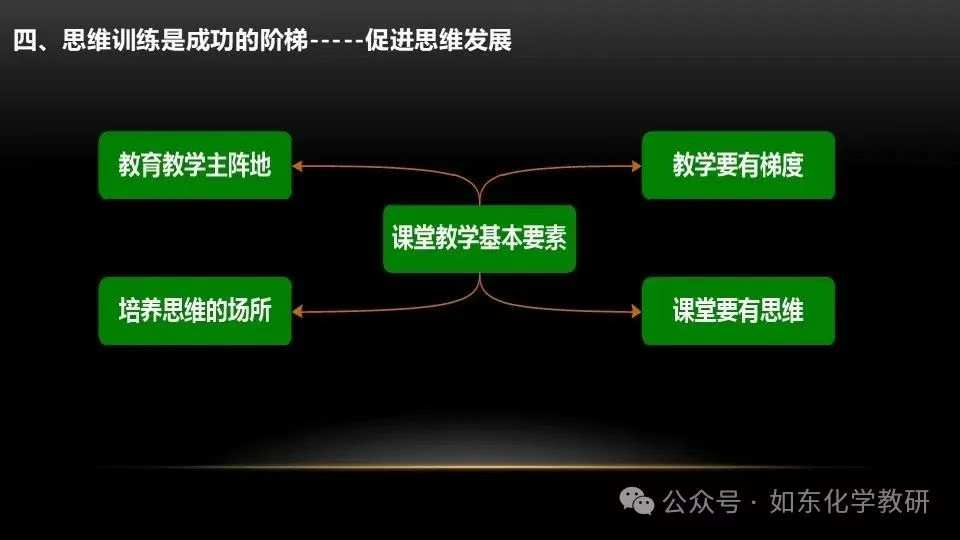 四、思维训练是成功的阶梯-----促进思维发展
教育教学主阵地
教学要有梯度
课堂教学基本要素
培养思维的场所
课堂要有思维
公众号·如东化学教研